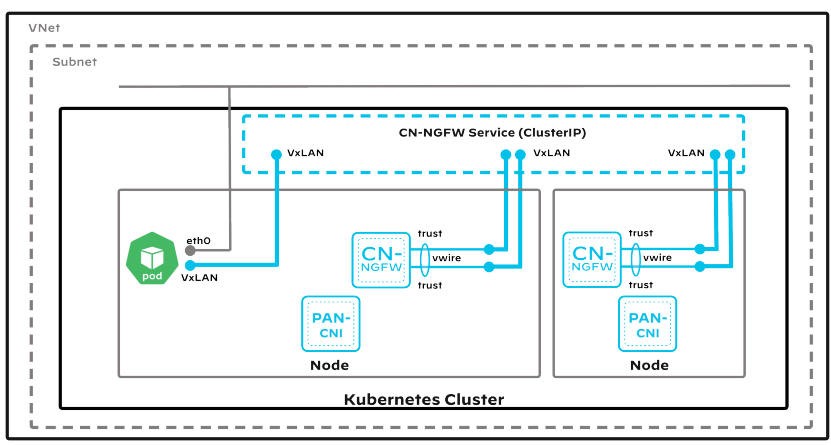 VNet
Subnet
CN-NGFW Service (ClusterIP)
VxLAN
VxLAN
VxLAN
eth0
pod
VxLAN
trust
CN-
NGFW
vwire
trust
PAN-
CNI
Node
trust
CN-
NGFW
vwire
trust
PAN-
CNI
Node
Kubernetes Cluster